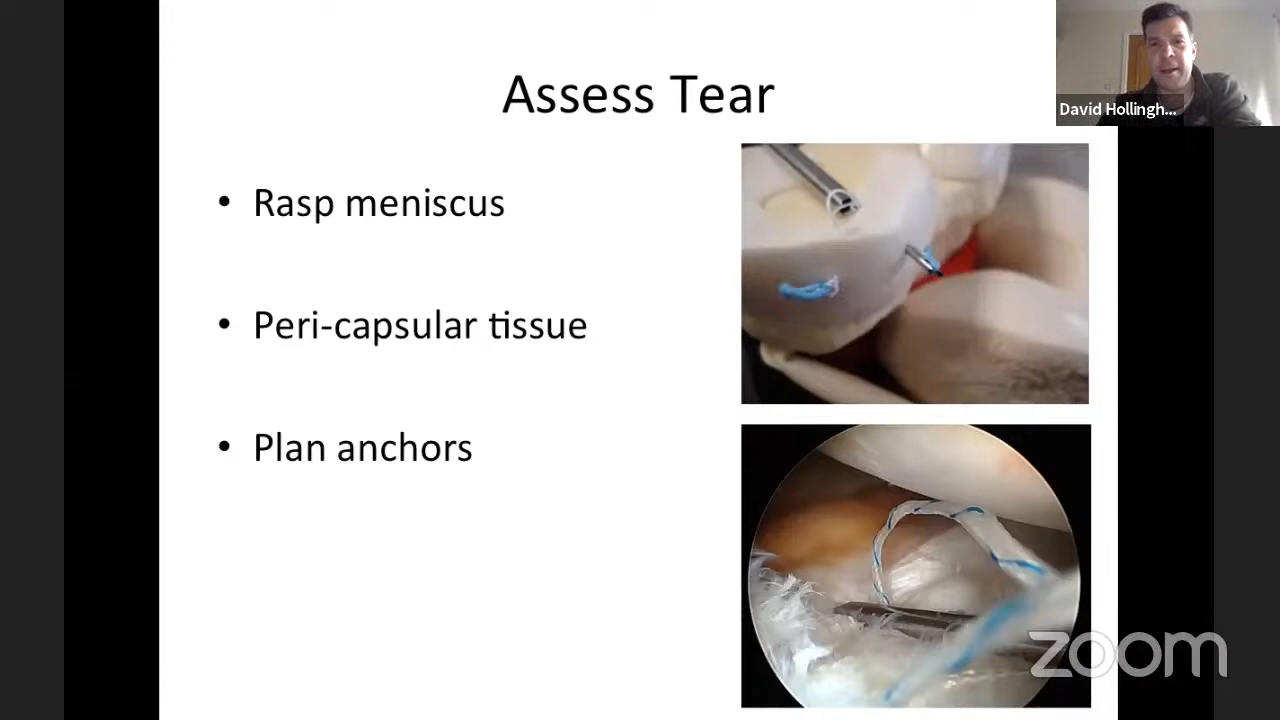 Assess Tear
David Hollingh...
• Rasp meniscus
• Peri-capsular tissue
• Plan anchors
zoom